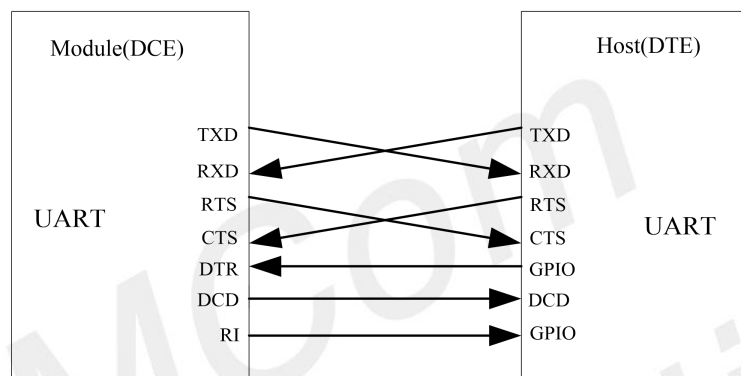 Module(DCE)
Host(DTE)
TXD
TXD
RXD
RXD
RTS
RTS
UART
UART
CTS
CTS
DTR
GPIO
DCD
DCD
RI
GPIO